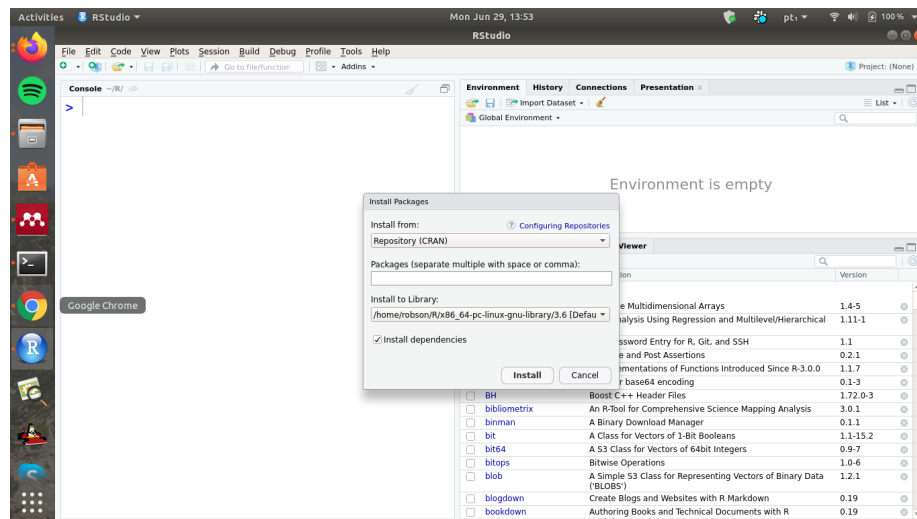 Activities RStudio Mon Jun 29, 13:53 pt₁ 100 %
RStudio
File Edit Code View Plots Session Build Debug Profile Tools Help
Go to file/function Addins Project: (None)
Console ~/R/
>
Environment History Connections Presentation
Import Dataset List
Global Environment
Environment is empty
Install Packages
Install from: ? Configuring Repositories
Repository (CRAN)
Packages (separate multiple with space or comma):
Install to Library:
/home/robson/R/x86_64-pc-linux-gnu-library/3.6 [Defau
Install dependencies
Install Cancel
Google Chrome
Viewer
Version
Multidimensional Arrays 1.4-5
Using Regression and Multilevel/Hierarchical 1.11-1
Entry for R, Git, and SSH 1.1
and Post Assertions 0.2.1
of Functions Introduced Since R-3.0.0 1.1.7
base64 encoding 0.1-3
BH Boost C++ Header Files 1.72.0-3
bibliometrix An R-Tool for Comprehensive Science Mapping Analysis 3.0.1
binman A Binary Download Manager 0.1.1
bit A Class for Vectors of 1-Bit Booleans 1.1-15.2
bit64 A S3 Class for Vectors of 64bit Integers 0.9-7
bitops Bitwise Operations 1.0-6
blob A Simple S3 Class for Representing Vectors of Binary Data 1.2.1
('BLOBS')
blogdown Create Blogs and Websites with R Markdown 0.19
bookdown Authoring Books and Technical Documents with R 0.19